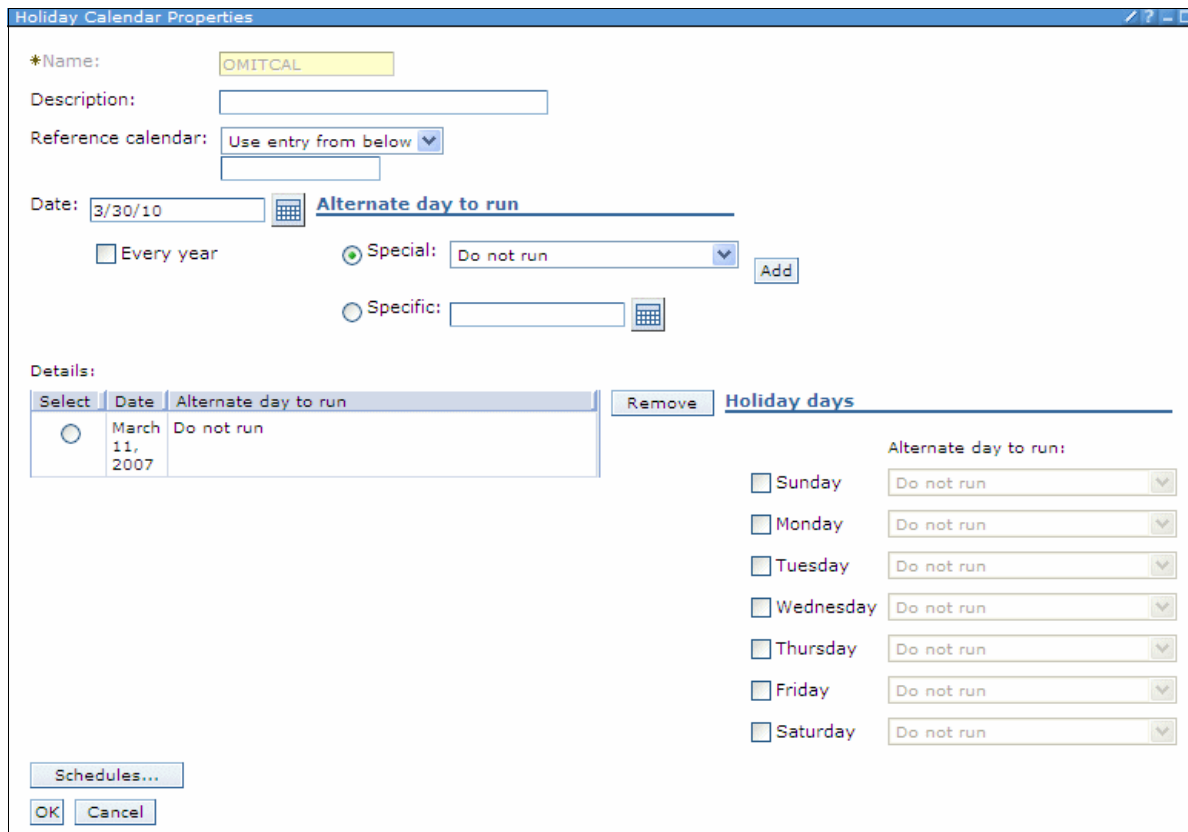 Holiday Calendar Properties
*Name: OMITCAL
Description:
Reference calendar: Use entry from below
Date: 3/30/10 Alternate day to run
Every year Special: Do not run
Add
Specific:
Details:
Select Date Alternate day to run Remove Holiday days
March Do not run
11,
2007
Alternate day to run:
Sunday Do not run
Monday Do not run
Tuesday Do not run
Wednesday Do not run
Thursday Do not run
Friday Do not run
Saturday Do not run
Schedules...
OK Cancel